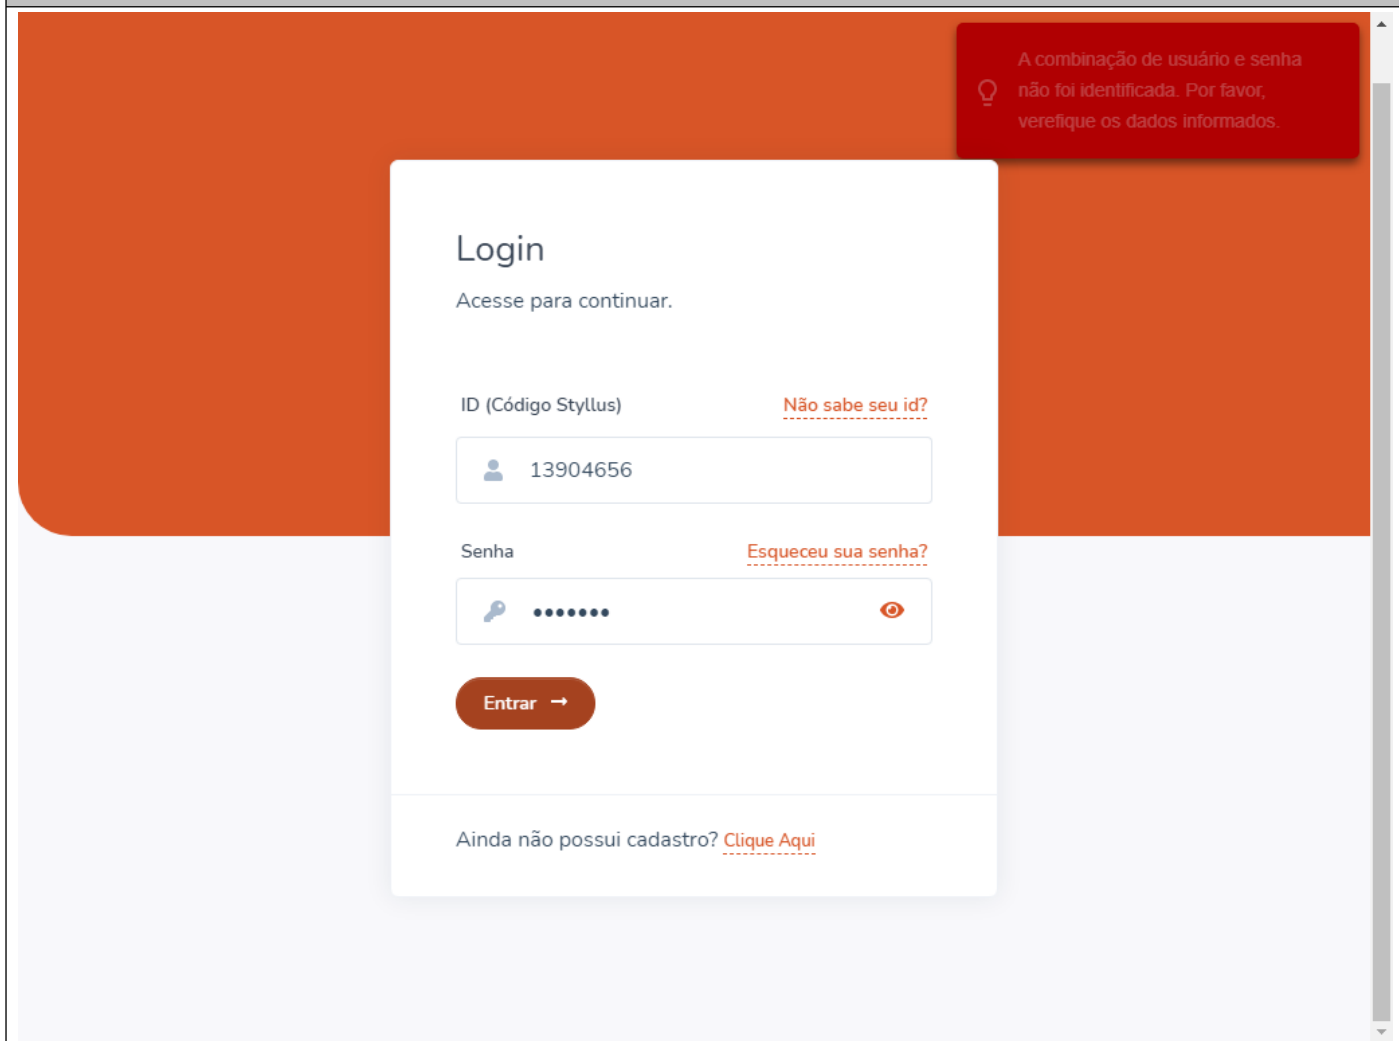 A combinação de usuário e senha
não foi identificada. Por favor,
verefique os dados informados.
Login
Acesse para continuar.
ID (Código Styllus)
Não sabe seu id?
13904656
Senha
Esqueceu sua senha?
•••••••
Entrar →
Ainda não possui cadastro? Clique Aqui